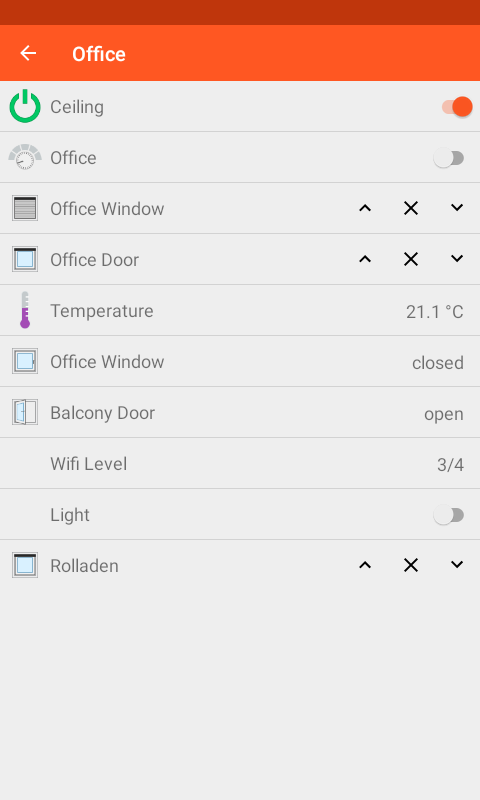 Office
Ceiling
Office
Office Window
Office Door
Temperature 21.1 °C
Office Window closed
Balcony Door open
Wifi Level 3/4
Light
Rolladen